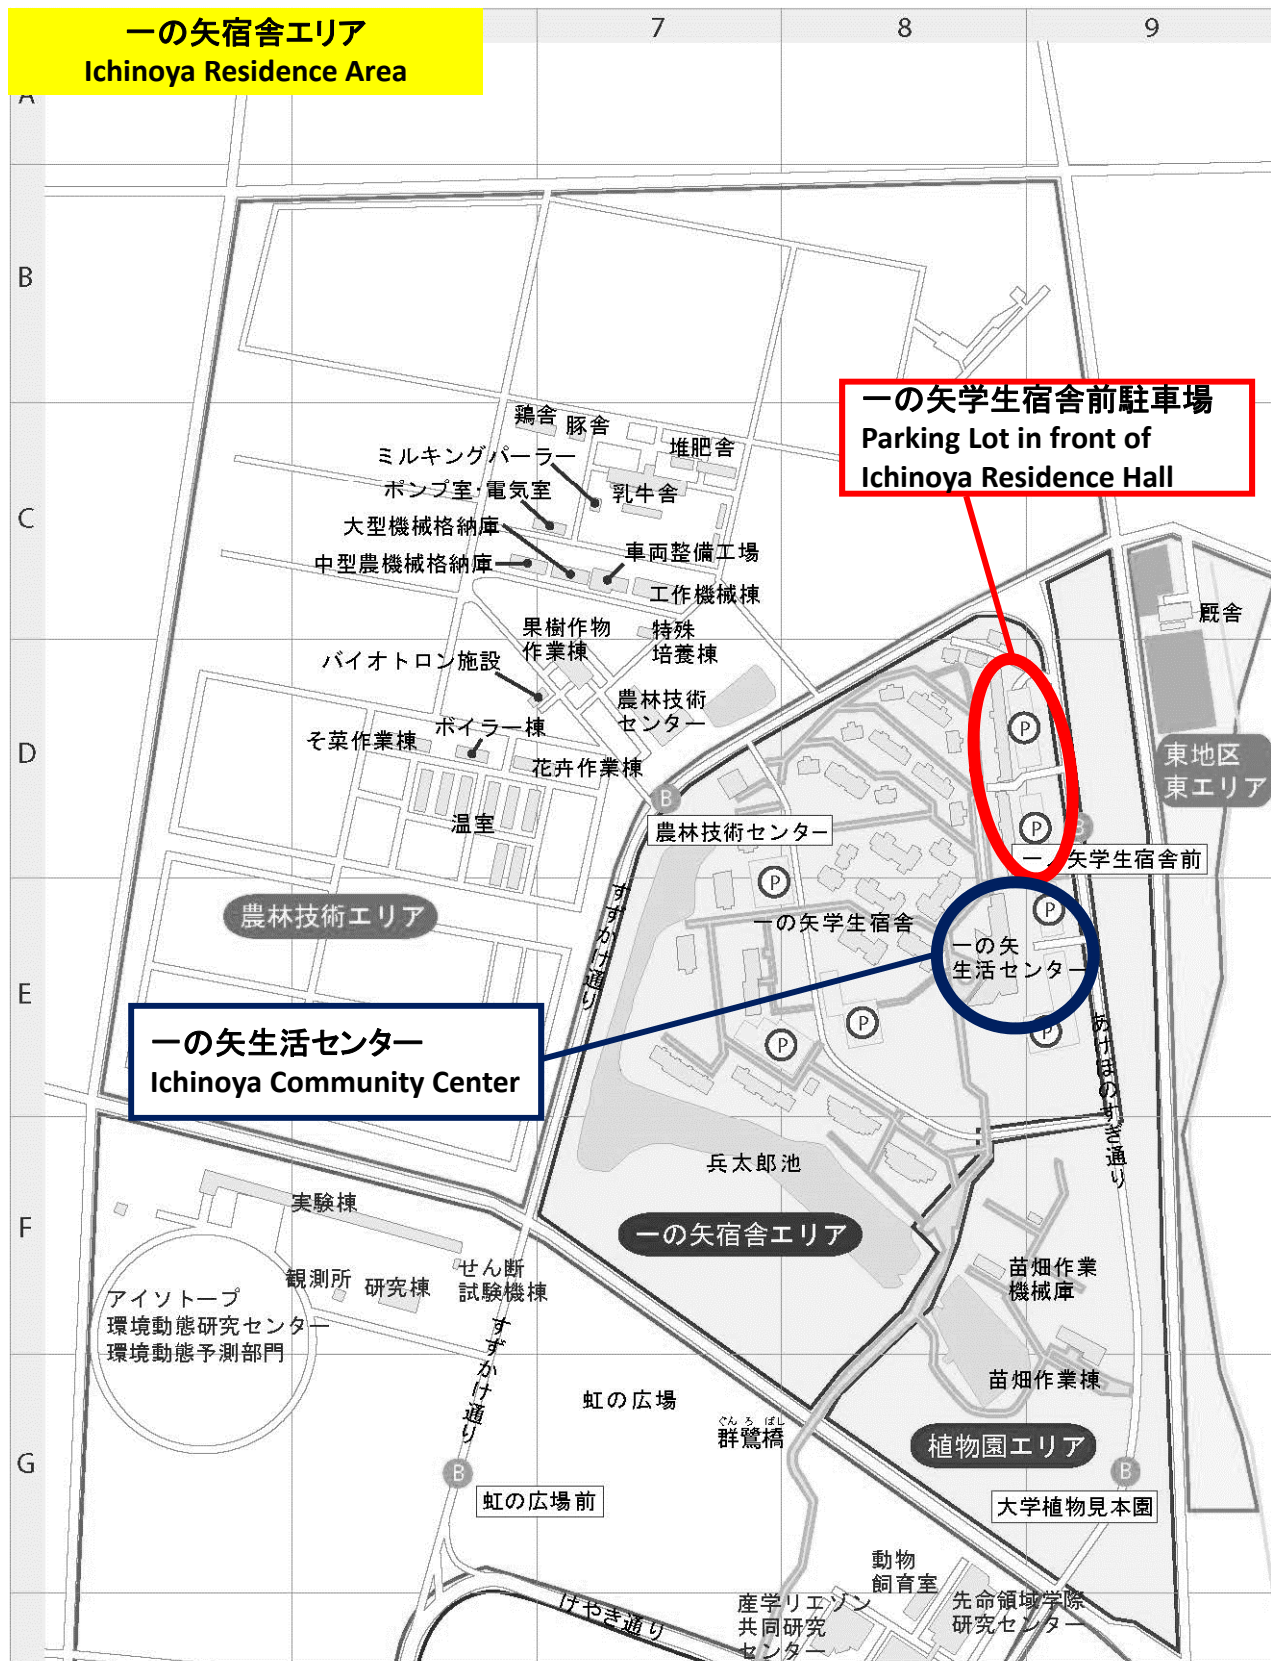 一の矢宿舎エリア
Ichinoya Residence Area
7
8
9
A
B
C
D
E
F
G
一の矢学生宿舎前駐車場
Parking Lot in front of
Ichinoya Residence Hall
鶏舎
豚舎
堆肥舎
ミルキングパーラー
ポンプ室・電気室
乳牛舎
大型機械格納庫
車両整備工場
中型農機械格納庫
工作機械棟
厩舎
果樹作物
作業棟
特殊
培養棟
バイオトロン施設
農林技術
センター
そ菜作業棟
ボイラー棟
花卉作業棟
温室
東地区
東エリア
P
P
B
B
農林技術センター
一ノ矢学生宿舎前
P
P
農林技術エリア
すずかけ通り
一の矢学生宿舎
一の矢
生活センター
P
P
P
あけぼのすぎ通り
一の矢生活センター
Ichinoya Community Center
兵太郎池
一の矢宿舎エリア
実験棟
観測所
研究棟
せん断
試験機棟
アイソトープ
環境動態研究センター
環境動態予測部門
苗畑作業
機械庫
すずかけ通り
苗畑作業棟
虹の広場
ぐんろばし
群鷺橋
植物園エリア
B
B
虹の広場前
大学植物見本園
動物
飼育室
けやき通り
産学リエゾン
共同研究
センター
先命領域学際
研究センター